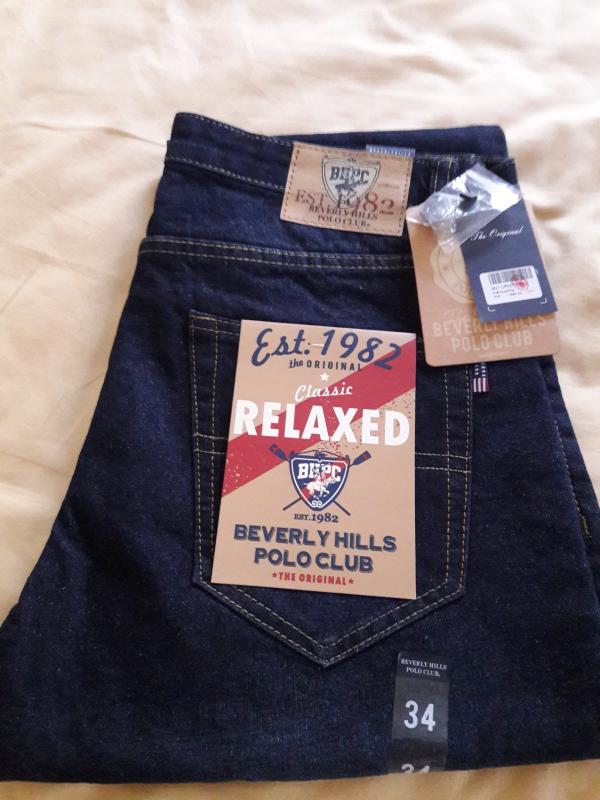 BHPC
EST 1982
BEVERLY HILLS
POLO CLUB
The Original
BEVERLY HILLS
POLO CLUB
Est. 1982
the ORIGINAL
Classic
RELAXED
BHPC
EST.1982
BEVERLY HILLS
POLO CLUB
★THE ORIGINAL★
BEVERLY HILLS
POLO CLUB.
34
34